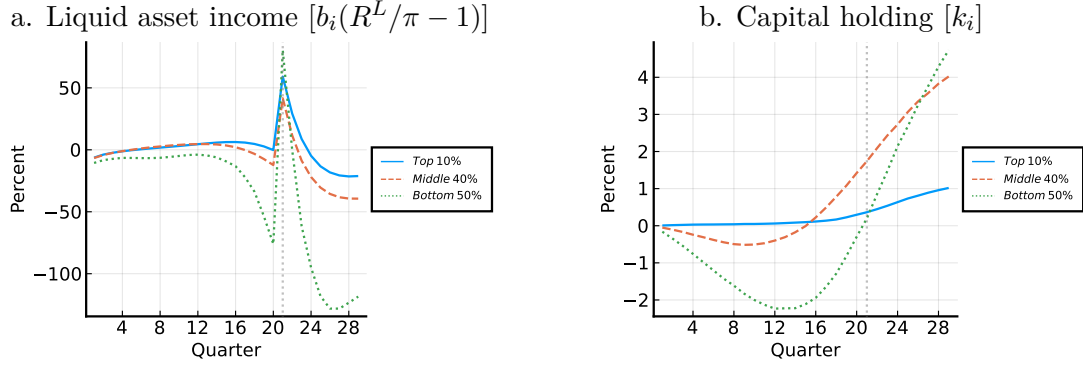 a. Liquid asset income [b_i(R^L/π − 1)]
Percent
50
0
−50
−100
4 8 12 16 20 24 28
Quarter
Top 10%
Middle 40%
Bottom 50%
b. Capital holding [k_i]
Percent
4
3
2
1
0
−1
−2
4 8 12 16 20 24 28
Quarter
Top 10%
Middle 40%
Bottom 50%